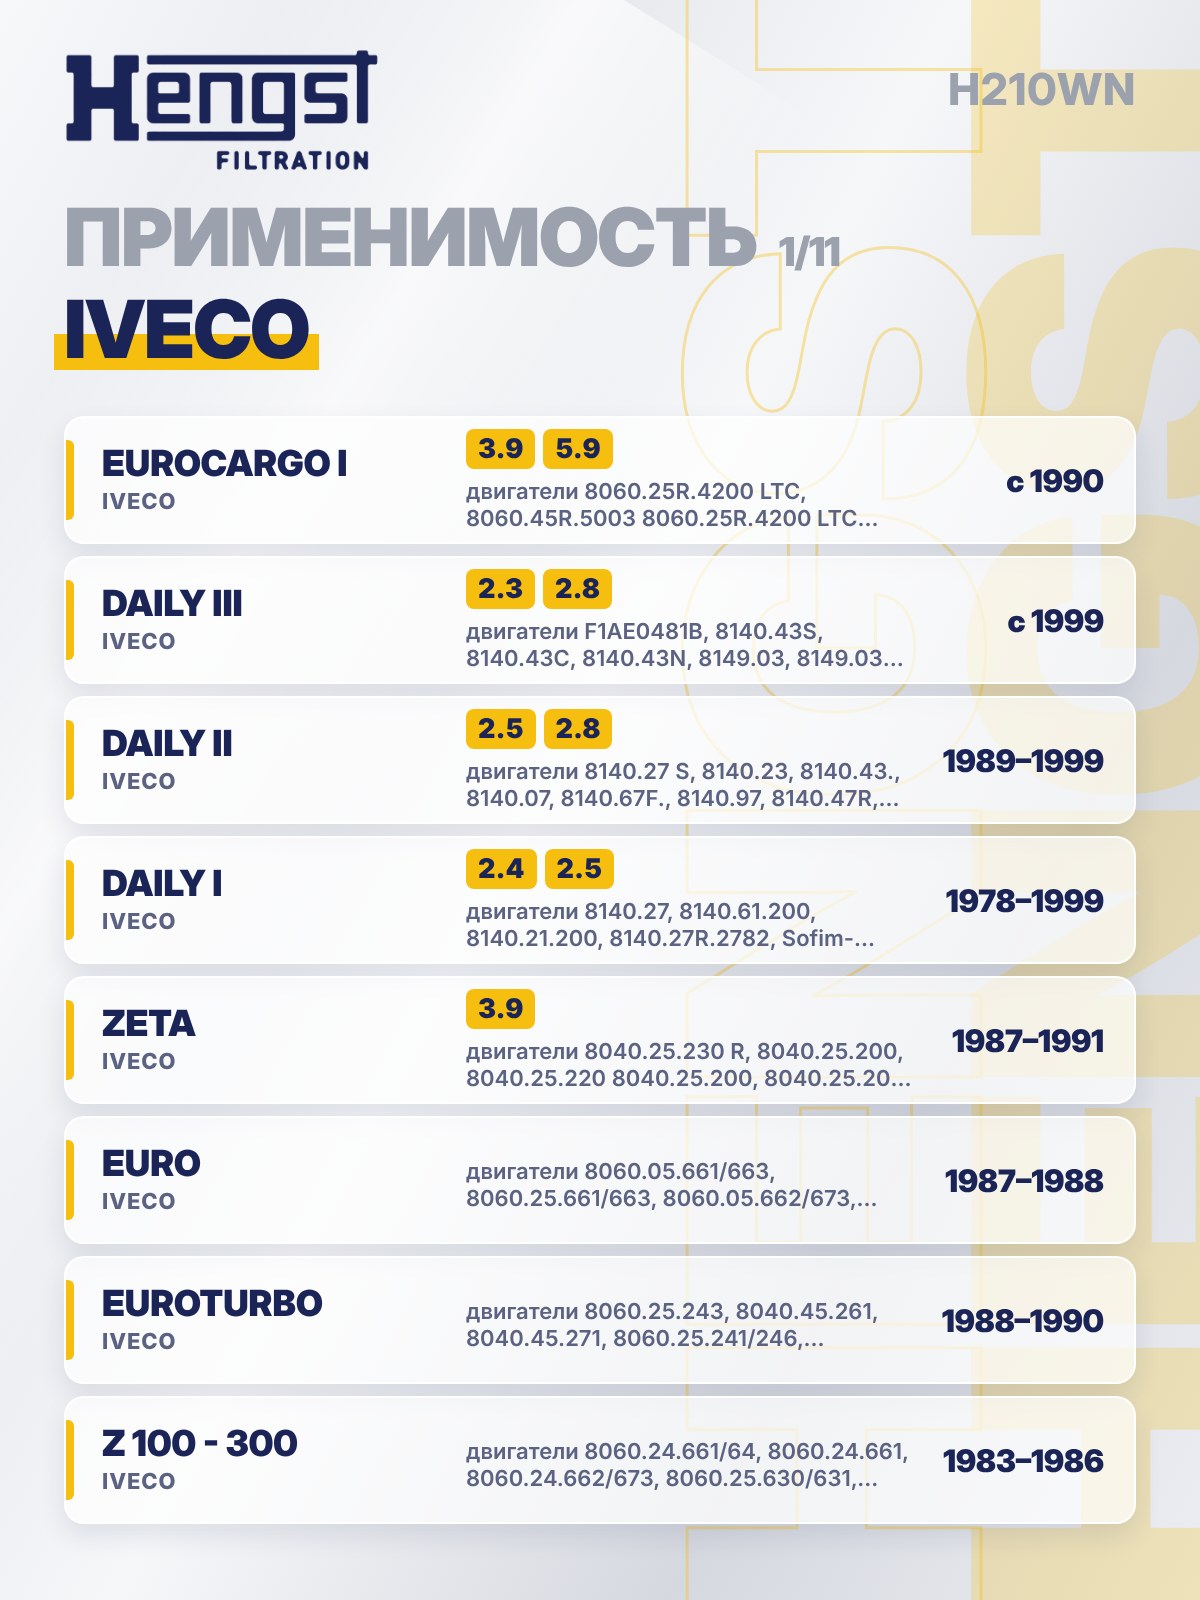 Hengst
FILTRATION
H210WN
ПРИМЕНИМОСТЬ 1/11
IVECO
EUROCARGO I
IVECO
3.9 5.9
двигатели 8060.25R.4200 LTC,
8060.45R.5003 8060.25R.4200 LTC...
с 1990
DAILY III
IVECO
2.3 2.8
двигатели F1AE0481B, 8140.43S,
8140.43C, 8140.43N, 8149.03, 8149.03...
с 1999
DAILY II
IVECO
2.5 2.8
двигатели 8140.27 S, 8140.23, 8140.43.,
8140.07, 8140.67F., 8140.97, 8140.47R,...
1989–1999
DAILY I
IVECO
2.4 2.5
двигатели 8140.27, 8140.61.200,
8140.21.200, 8140.27R.2782, Sofim-...
1978–1999
ZETA
IVECO
3.9
двигатели 8040.25.230 R, 8040.25.200,
8040.25.220 8040.25.200, 8040.25.20...
1987–1991
EURO
IVECO
двигатели 8060.05.661/663,
8060.25.661/663, 8060.05.662/673,...
1987–1988
EUROTURBO
IVECO
двигатели 8060.25.243, 8040.45.261,
8040.45.271, 8060.25.241/246,...
1988–1990
Z 100 - 300
IVECO
двигатели 8060.24.661/64, 8060.24.661,
8060.24.662/673, 8060.25.630/631,...
1983–1986
HENGST
HENGST